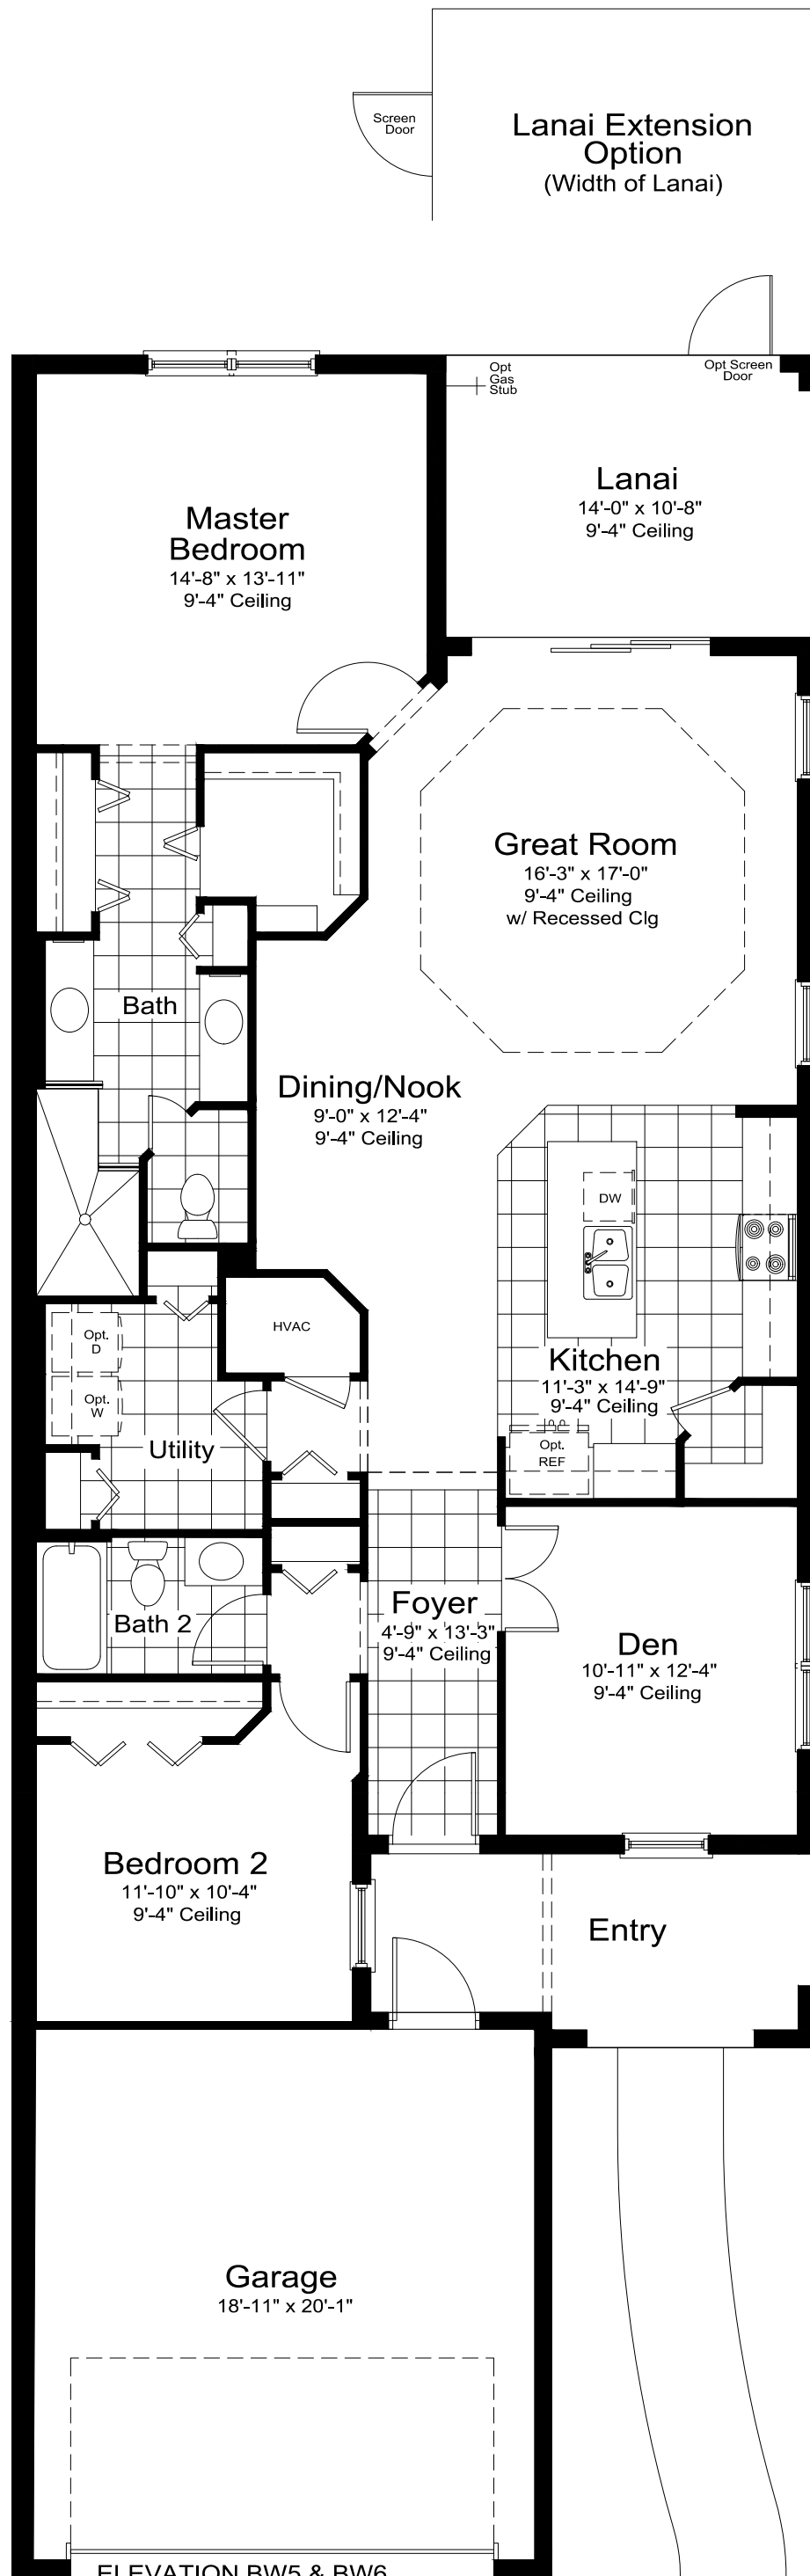 Screen
Door
Lanai Extension
Option
(Width of Lanai)
Opt
Gas
Stub
Opt Screen
Door
Lanai
14'-0" x 10'-8"
9'-4" Ceiling
Master
Bedroom
14'-8" x 13'-11"
9'-4" Ceiling
Great Room
16'-3" x 17'-0"
9'-4" Ceiling
w/ Recessed Clg
Bath
Dining/Nook
9'-0" x 12'-4"
9'-4" Ceiling
DW
HVAC
Opt.
D
Opt.
W
Kitchen
11'-3" x 14'-9"
9'-4" Ceiling
Opt.
REF
Utility
Bath 2
Foyer
4'-9" x 13'-3"
9'-4" Ceiling
Den
10'-11" x 12'-4"
9'-4" Ceiling
Bedroom 2
11'-10" x 10'-4"
9'-4" Ceiling
Entry
Garage
18'-11" x 20'-1"
ELEVATION BW5 & BW6